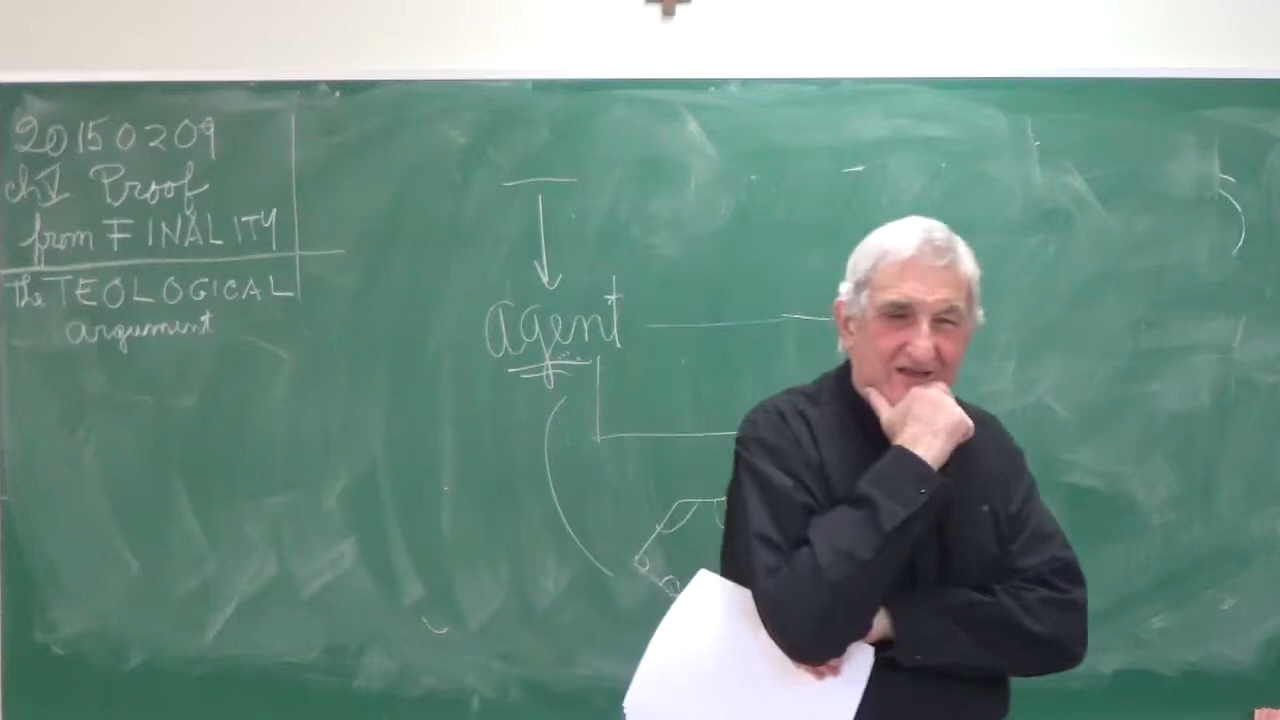 20150209
ch V Proof
from FINALITY
the TEOLOGICAL
argument
agent